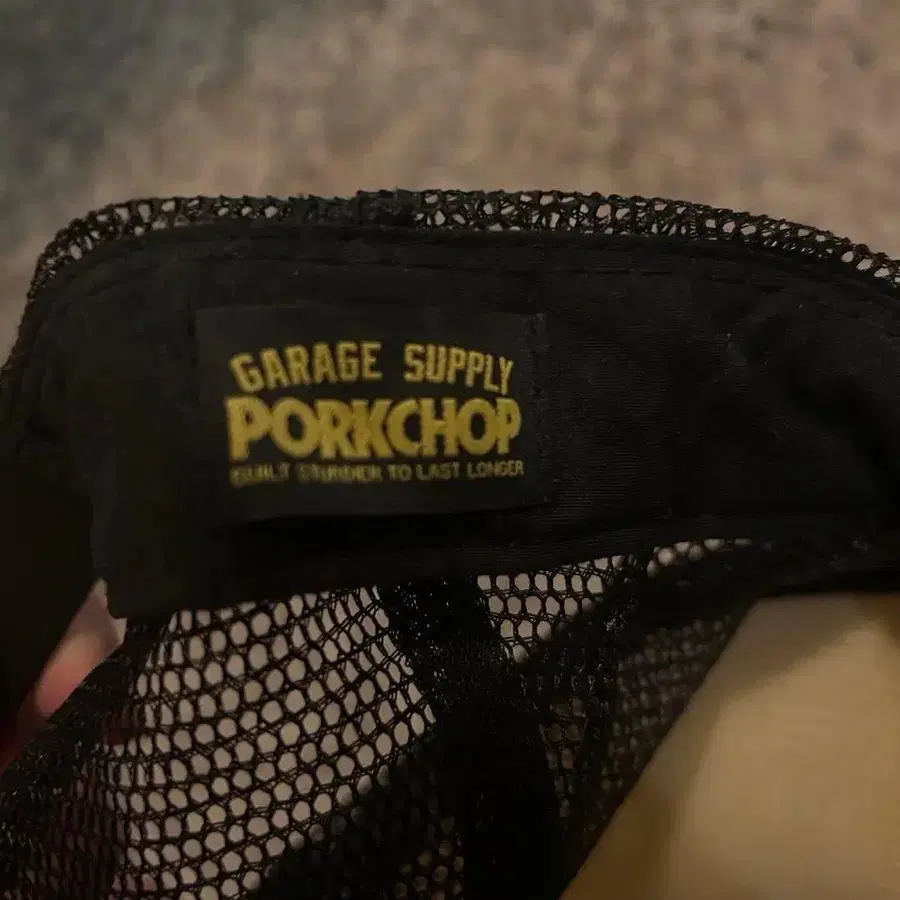 GARAGE SUPPLY
PORKCHOP
BUILT STURDIER TO LAST LONGER